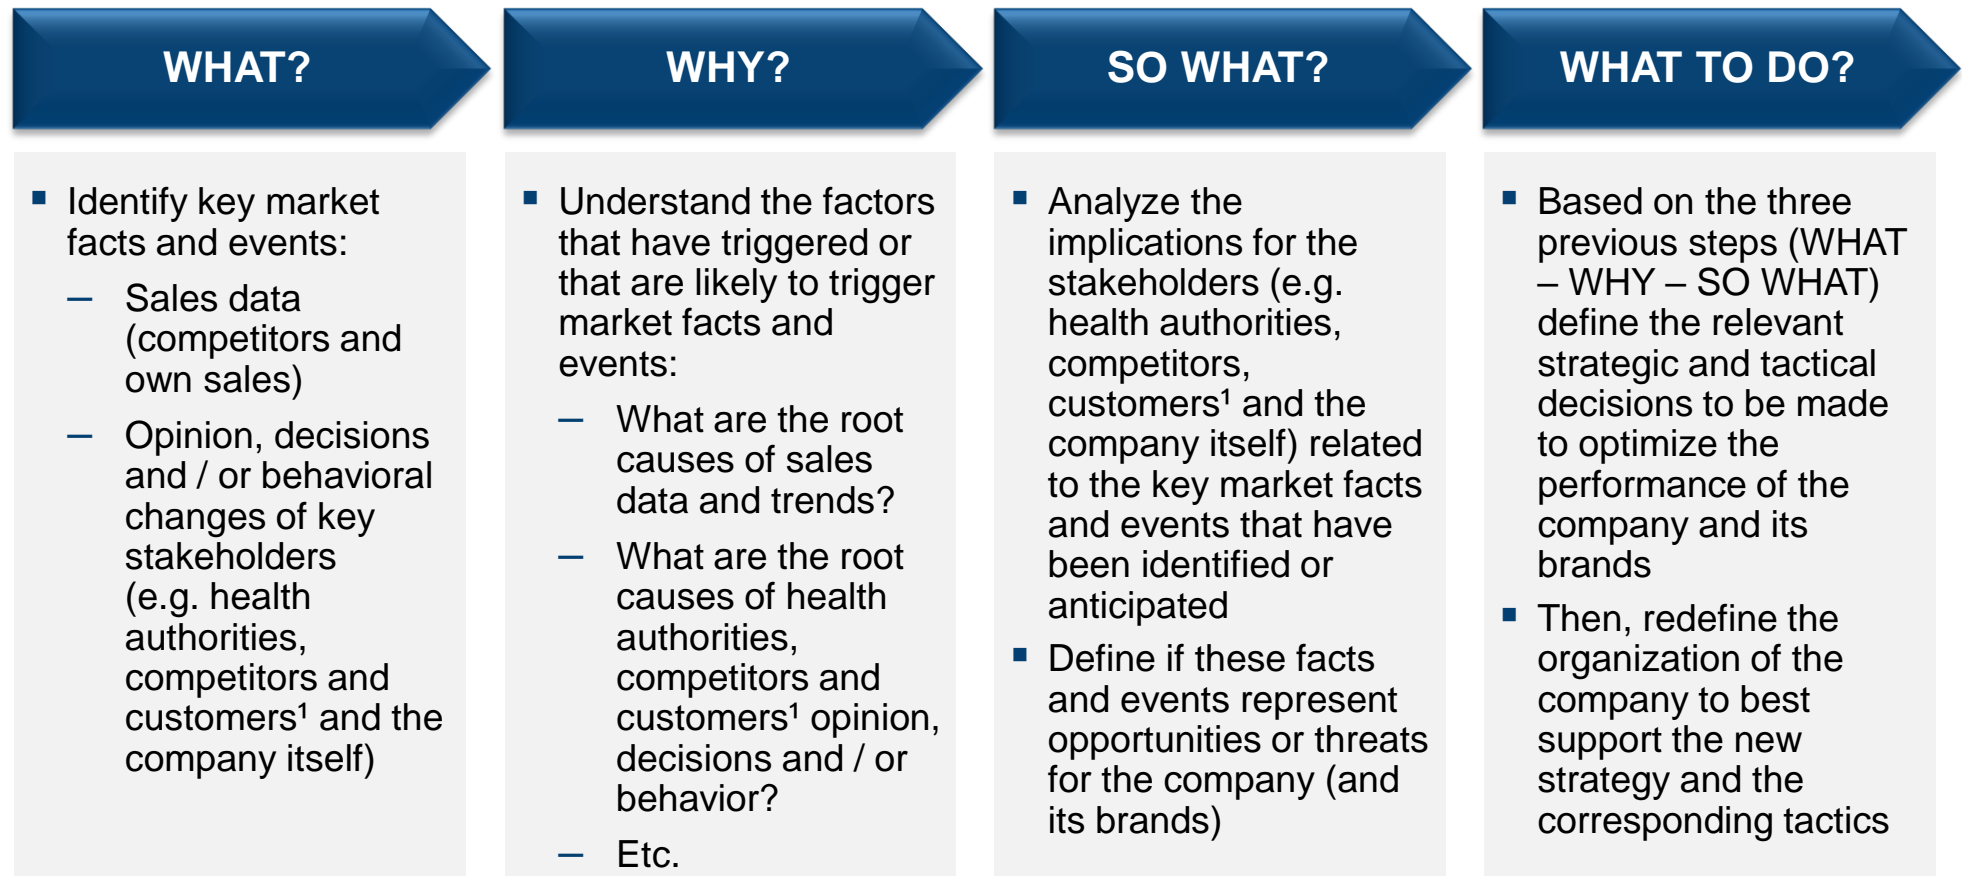 WHAT?
Identify key market
facts and events:
– Sales data
(competitors and
own sales)
– Opinion, decisions
and / or behavioral
changes of key
stakeholders
(e.g. health
authorities,
competitors and
customers¹ and the
company itself)
WHY?
Understand the factors
that have triggered or
that are likely to trigger
market facts and
events:
– What are the root
causes of sales
data and trends?
– What are the root
causes of health
authorities,
competitors and
customers¹ opinion,
decisions and / or
behavior?
– Etc.
SO WHAT?
Analyze the
implications for the
stakeholders (e.g.
health authorities,
competitors,
customers¹ and the
company itself) related
to the key market facts
and events that have
been identified or
anticipated
Define if these facts
and events represent
opportunities or threats
for the company (and
its brands)
WHAT TO DO?
Based on the three
previous steps (WHAT
– WHY – SO WHAT)
define the relevant
strategic and tactical
decisions to be made
to optimize the
performance of the
company and its
brands
Then, redefine the
organization of the
company to best
support the new
strategy and the
corresponding tactics